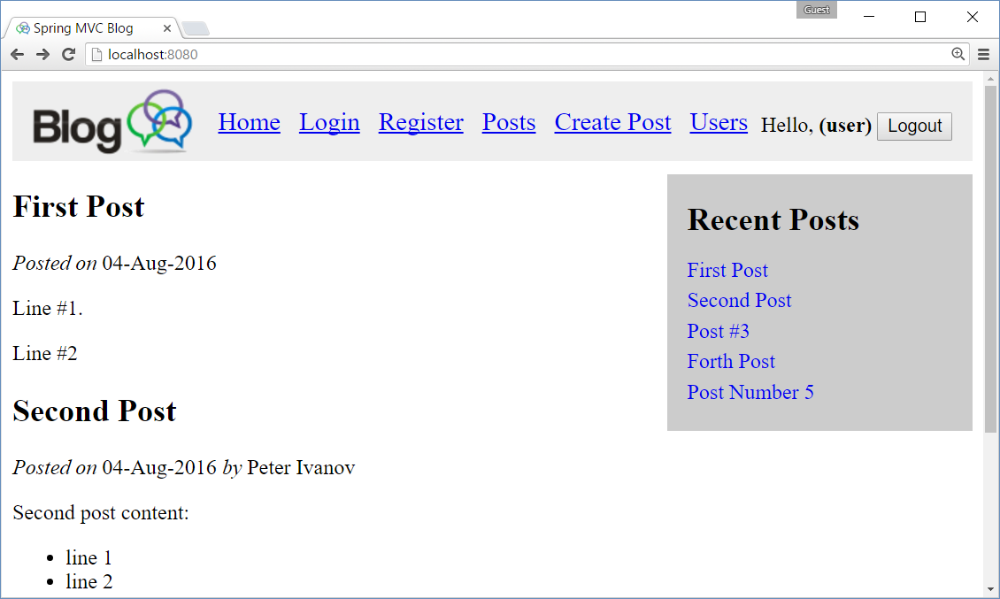 Guest
Spring MVC Blog
localhost:8080
Blog Home Login Register Posts Create Post Users Hello, (user) Logout
First Post
Posted on 04-Aug-2016
Line #1.
Line #2
Second Post
Posted on 04-Aug-2016 by Peter Ivanov
Second post content:
line 1
line 2
Recent Posts
First Post
Second Post
Post #3
Forth Post
Post Number 5